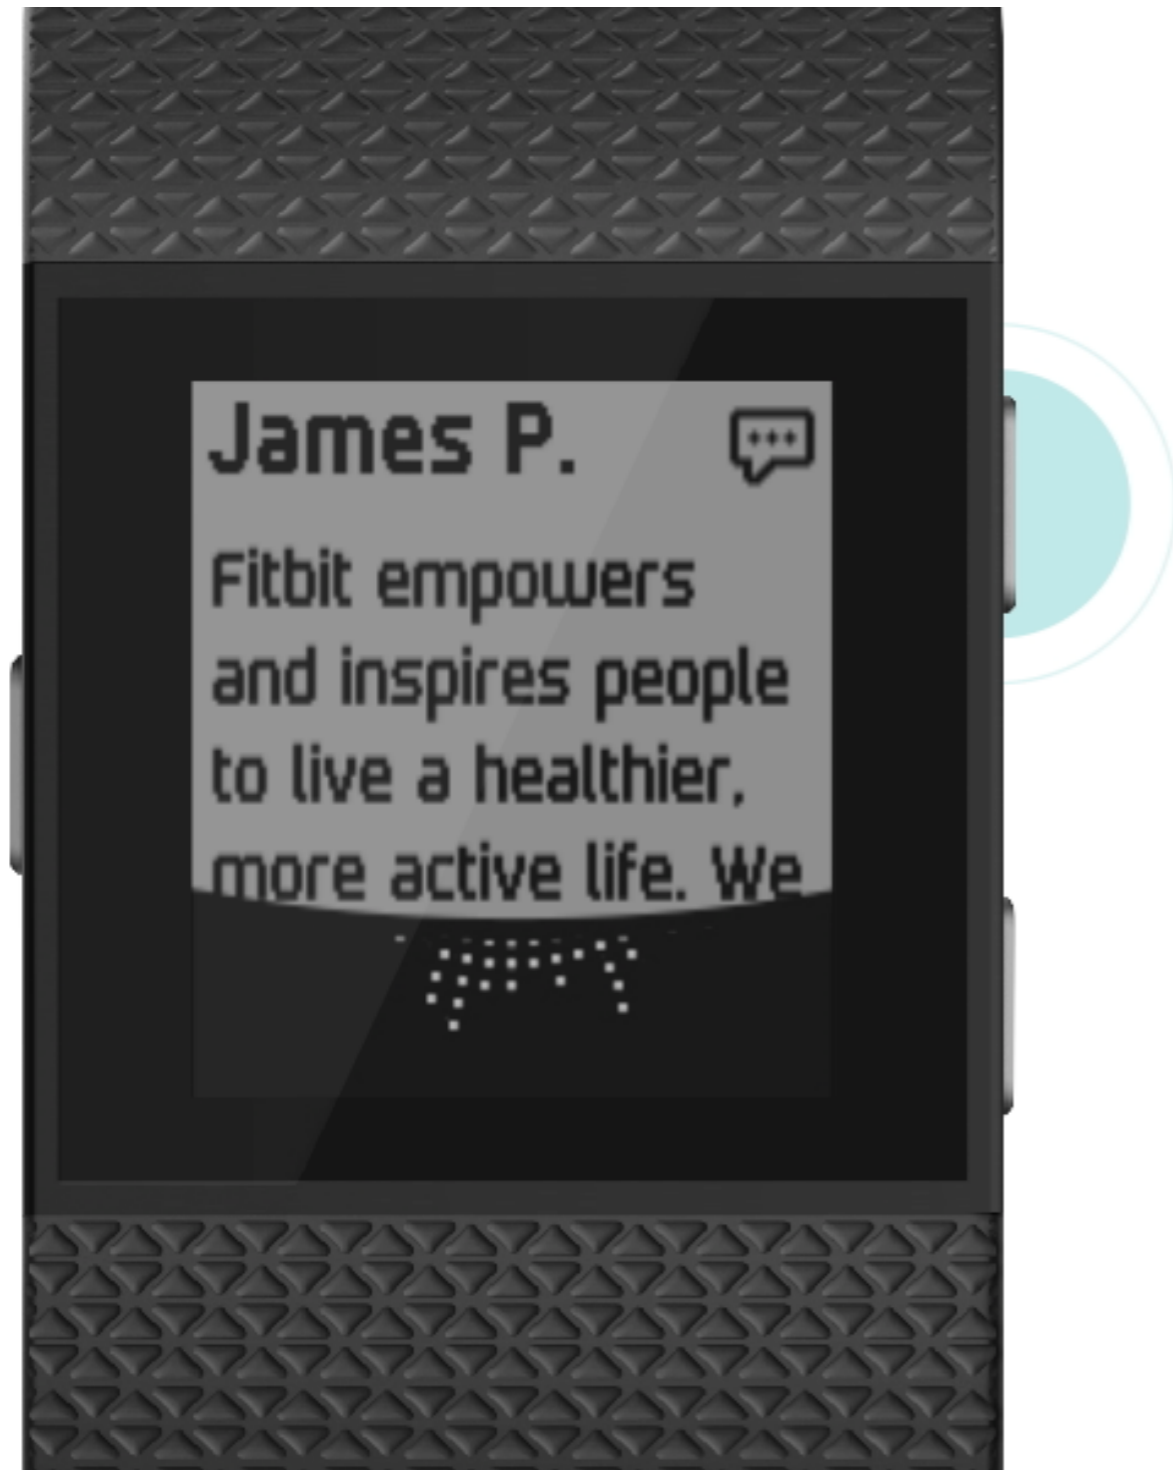 James P.
Fitbit empowers
and inspires people
to live a healthier,
more active life. We